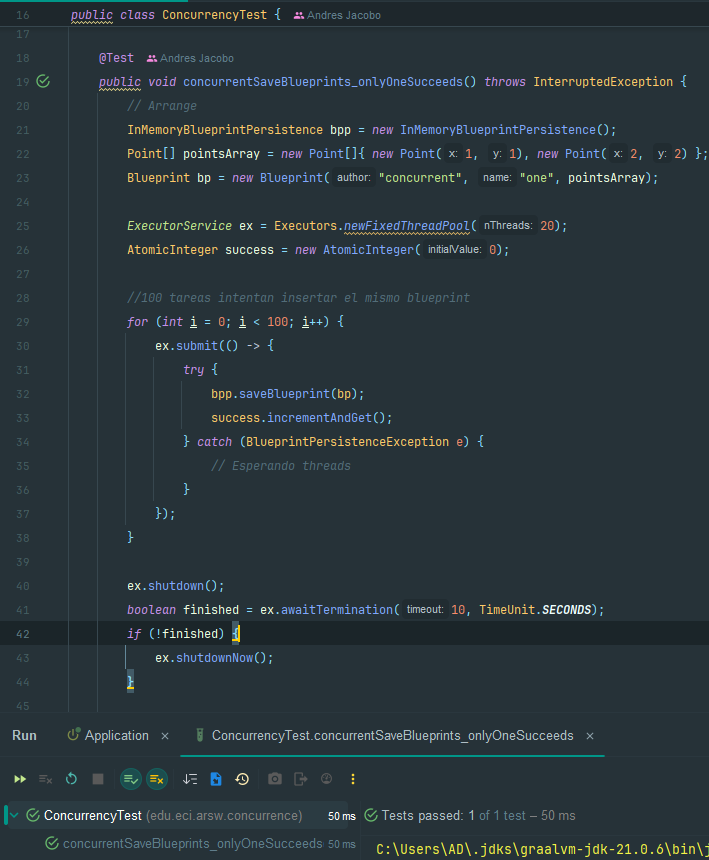 16 public class ConcurrencyTest { Andres Jacobo
17
18 @Test Andres Jacobo
19 public void concurrentSaveBlueprints_onlyOneSucceeds() throws InterruptedException {
20 // Arrange
21 InMemoryBlueprintPersistence bpp = new InMemoryBlueprintPersistence();
22 Point[] pointsArray = new Point[]{ new Point( x: 1, y: 1), new Point( x: 2, y: 2) };
23 Blueprint bp = new Blueprint( author: "concurrent", name: "one", pointsArray);
24
25 ExecutorService ex = Executors.newFixedThreadPool( nThreads: 20);
26 AtomicInteger success = new AtomicInteger( initialValue: 0);
27
28 //100 tareas intentan insertar el mismo blueprint
29 for (int i = 0; i < 100; i++) {
30 ex.submit(() -> {
31 try {
32 bpp.saveBlueprint(bp);
33 success.incrementAndGet();
34 } catch (BlueprintPersistenceException e) {
35 // Esperando threads
36 }
37 });
38 }
39
40 ex.shutdown();
41 boolean finished = ex.awaitTermination( timeout: 10, TimeUnit.SECONDS);
42 if (!finished) {
43 ex.shutdownNow();
44 }
45
Run Application × ConcurrencyTest.concurrentSaveBlueprints_onlyOneSucceeds ×
ConcurrencyTest (edu.eci.arsw.concurrence) 50 ms Tests passed: 1 of 1 test – 50 ms
concurrentSaveBlueprints_onlyOneSucceeds 50 ms
C:\Users\AD\.jdks\graalvm-jdk-21.0.6\bin\j